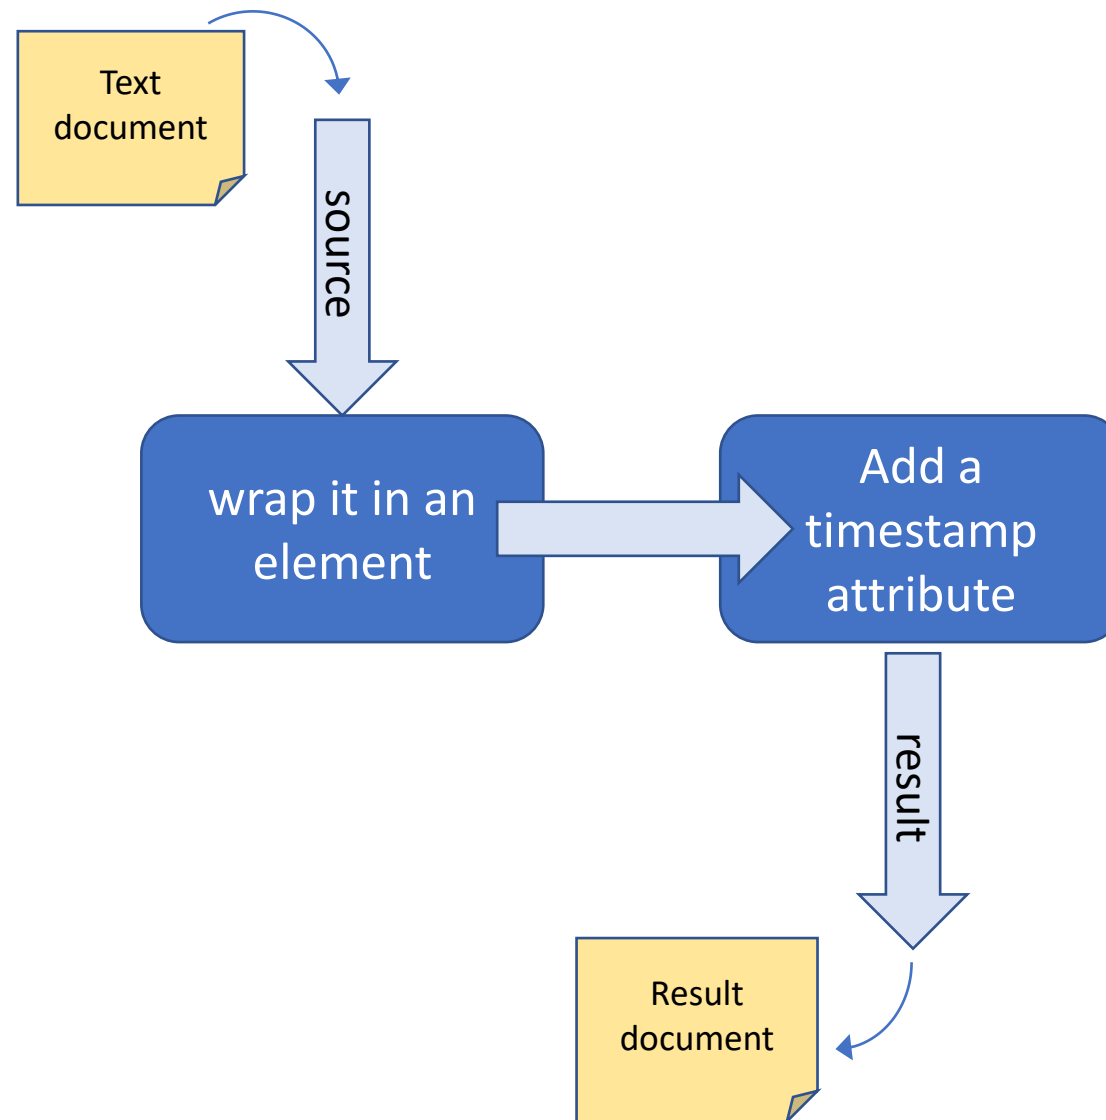 Text
document
source
wrap it in an
element
Add a
timestamp
attribute
result
Result
document